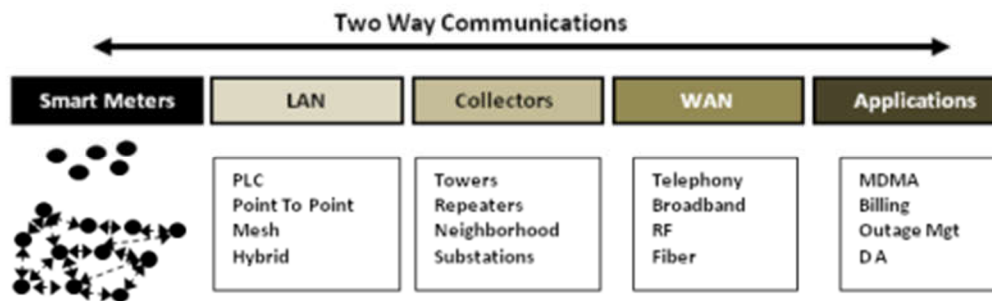 Two Way Communications
Smart Meters
LAN
Collectors
WAN
Applications
PLC
Point To Point
Mesh
Hybrid
Towers
Repeaters
Neighborhood
Substations
Telephony
Broadband
RF
Fiber
MDMA
Billing
Outage Mgt
D A